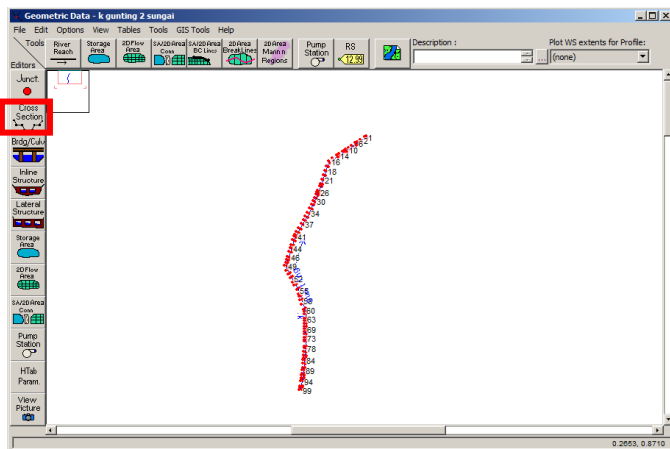 Geometric Data - k gunting 2 sungai
File Edit Options View Tables Tools GIS Tools Help
Tools
Editors
River Reach
Storage Area
2D Flow Area
SA/2D Area Conn
SA/2D Area BC Lines
2D Area BreakLines
2D Area Mann n Regions
Pump Station
RS
12.99
Description :
...
Plot WS extents for Profile:
(none)
Junct.
Cross Section
Brdg/Culv
Inline Structure
Lateral Structure
Storage Area
2D Flow Area
SA/2D Area Conn
Pump Station
HTab Param.
View Picture
21
10
14
16
18
21
26
30
34
37
41
44
46
49
60
63
69
73
78
84
89
94
99
0.2653, 0.8710